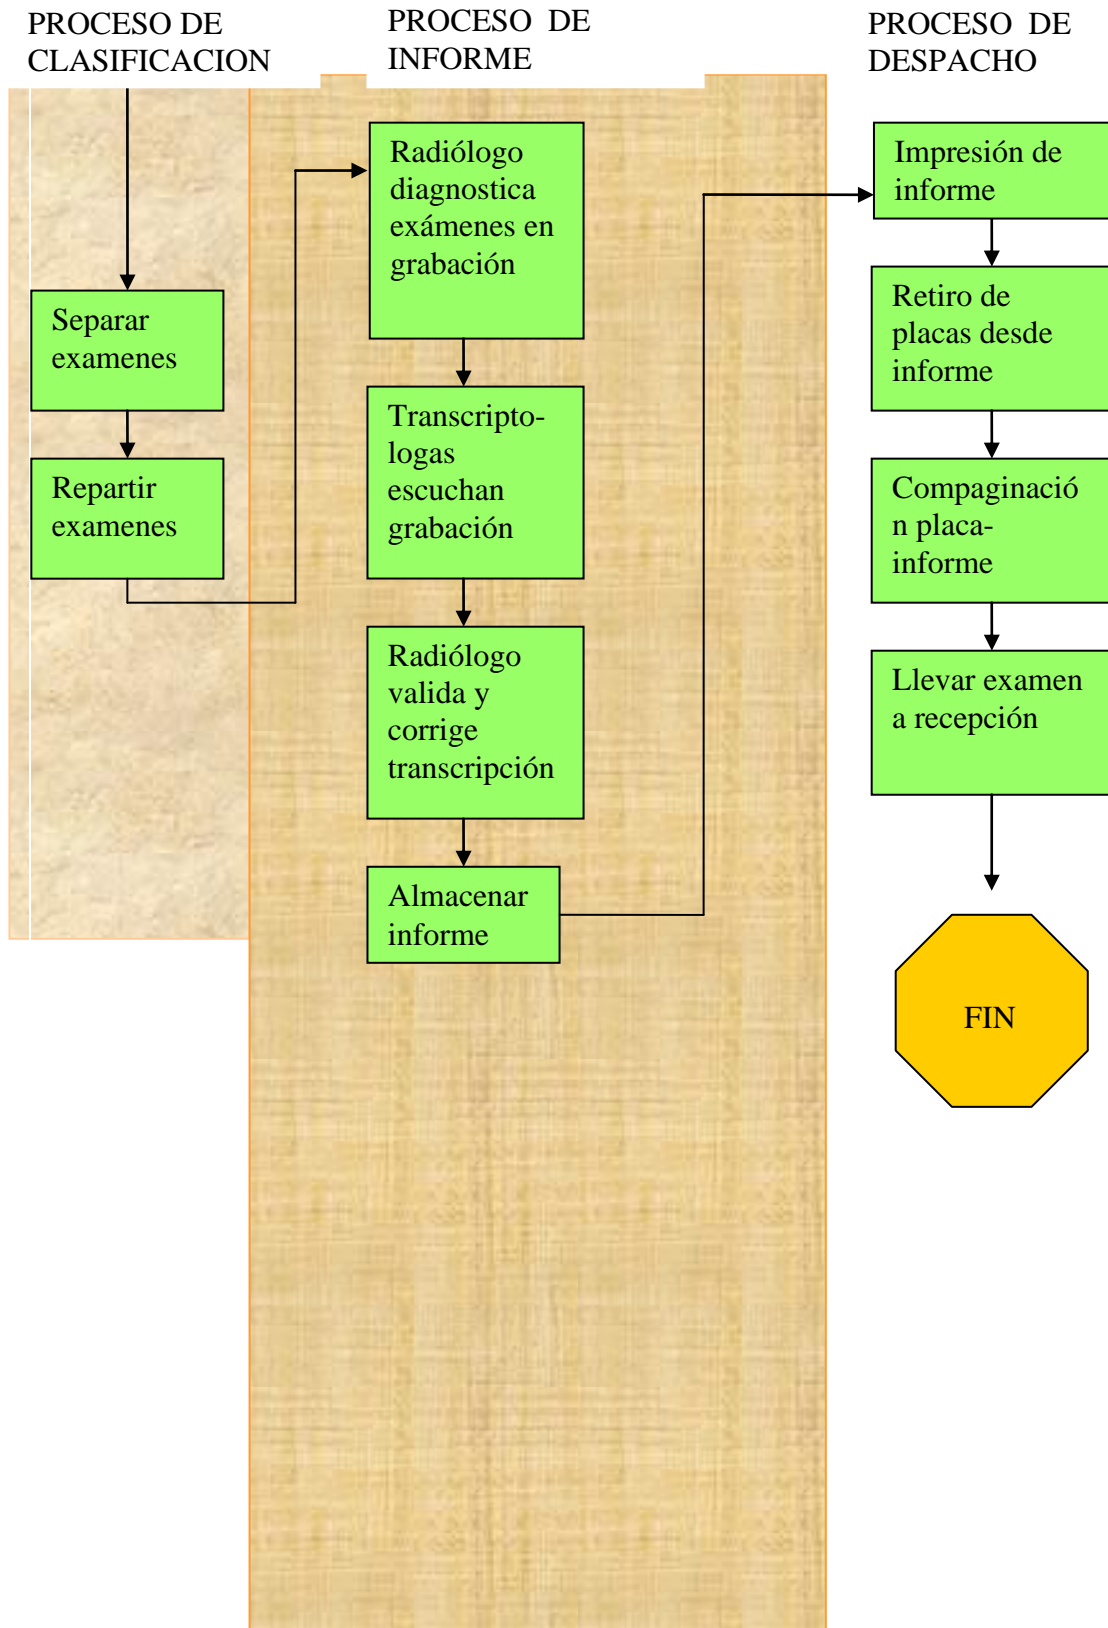 PROCESO DE
CLASIFICACION
Separar
examenes
Repartir
examenes
PROCESO DE
INFORME
Radiólogo
diagnostica
exámenes en
grabación
Transcripto-
logas
escuchan
grabación
Radiólogo
valida y
corrige
transcripción
Almacenar
informe
PROCESO DE
DESPACHO
Impresión de
informe
Retiro de
placas desde
informe
Compaginació
n placa-
informe
Llevar examen
a recepción
FIN